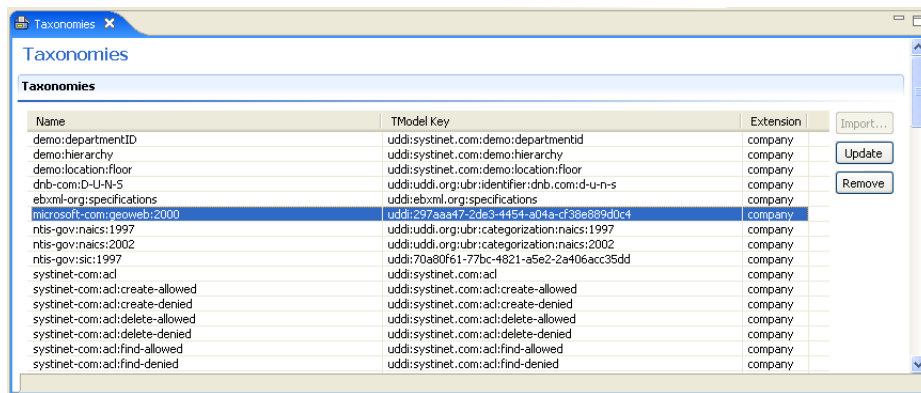 Taxonomies
Taxonomies
Taxonomies
Name TModel Key Extension
demo:departmentID uddi:systinet.com:demo:departmentid company
demo:hierarchy uddi:systinet.com:demo:hierarchy company
demo:location:floor uddi:systinet.com:demo:location:floor company
dnb-com:D-U-N-S uddi:uddi.org:ubr:identifier:dnb.com:d-u-n-s company
ebxml-org:specifications uddi:ebxml.org:specifications company
microsoft-com:geoweb:2000 uddi:297aaa47-2de3-4454-a04a-cf38e889d0c4 company
ntis-gov:naics:1997 uddi:uddi.org:ubr:categorization:naics:1997 company
ntis-gov:naics:2002 uddi:uddi.org:ubr:categorization:naics:2002 company
ntis-gov:sic:1997 uddi:70a80f61-77bc-4821-a5e2-2a406acc35dd company
systinet-com:acl uddi:systinet.com:acl company
systinet-com:acl:create-allowed uddi:systinet.com:acl:create-allowed company
systinet-com:acl:create-denied uddi:systinet.com:acl:create-denied company
systinet-com:acl:delete-allowed uddi:systinet.com:acl:delete-allowed company
systinet-com:acl:delete-denied uddi:systinet.com:acl:delete-denied company
systinet-com:acl:find-allowed uddi:systinet.com:acl:find-allowed company
systinet-com:acl:find-denied uddi:systinet.com:acl:find-denied company
Import...
Update
Remove